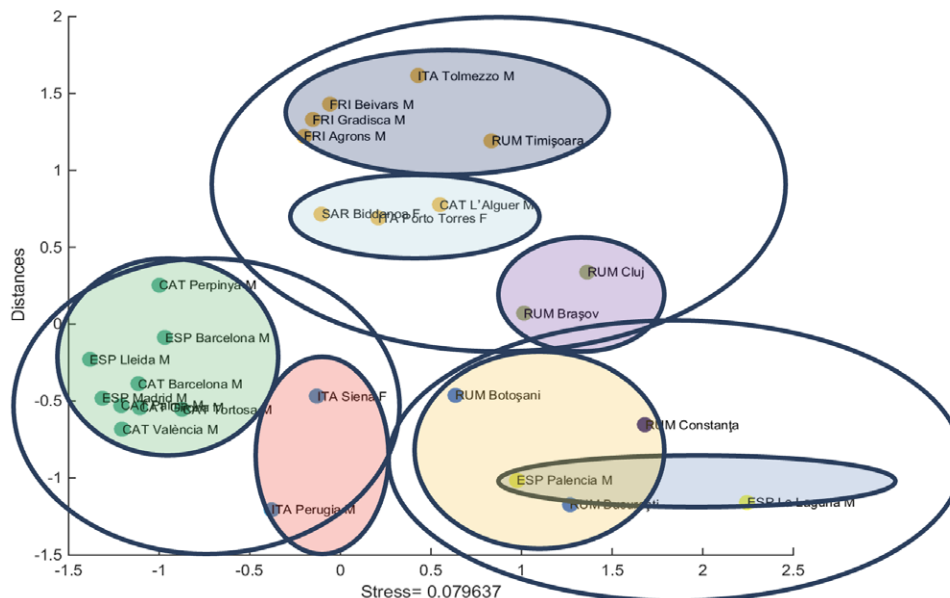 2
ITA Tolmezzo M
1.5
FRI Beivars M
FRI Gradisca M
FRI Agrons M
RUM Timişoara
1
SAR Biddanoa F
CAT L'Alguer M
ITA Porto Torres F
0.5
RUM Cluj
CAT Perpinya M
RUM Braşov
Distances
0
ESP Barcelona M
ESP Lleida M
CAT Barcelona M
ESP Madrid M
ITA Siena F
RUM Botoşani
-0.5
CAT Palma M
CAT Tortosa M
CAT València M
RUM Constanţa
-1
ESP Palencia M
ITA Perugia M
RUM Bucureşti
ESP La Laguna M
-1.5
-1.5 -1 -0.5 0 0.5 1 1.5 2 2.5
Stress= 0.079637